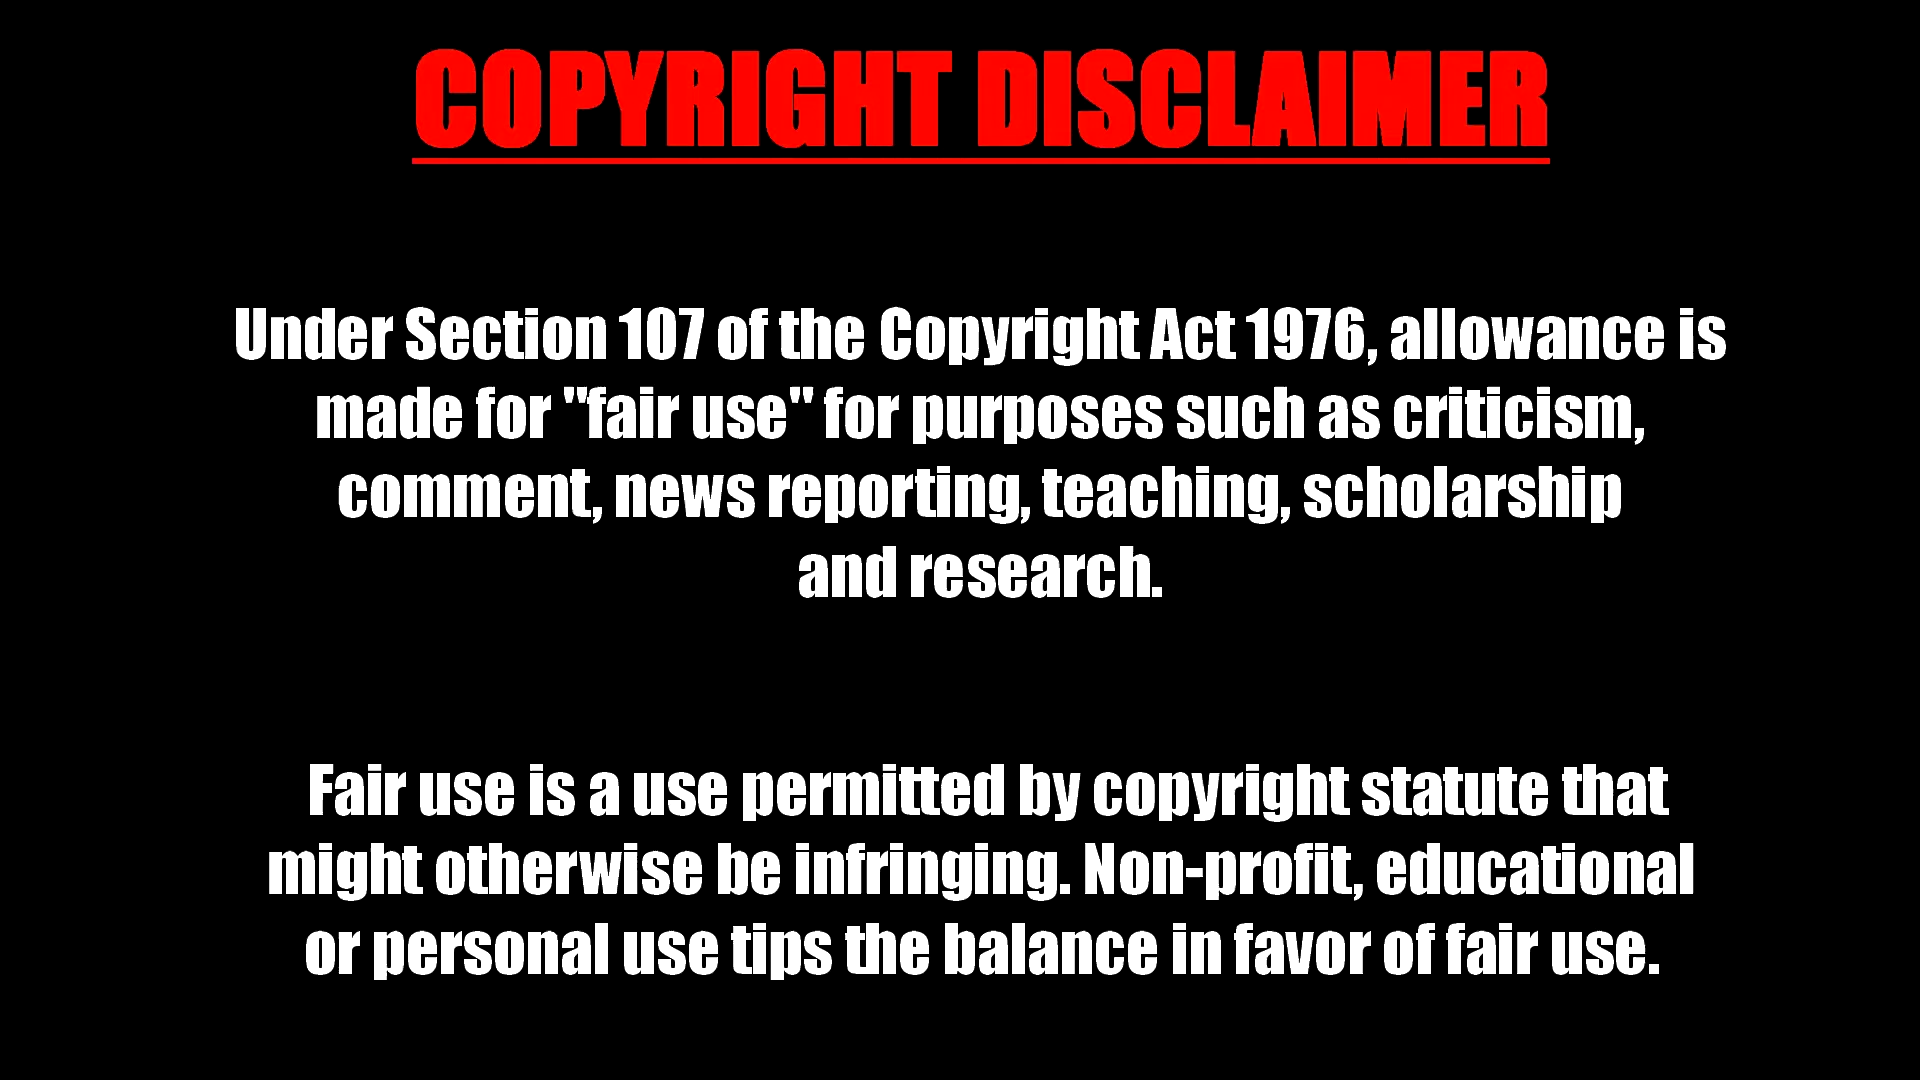 COPYRIGHT DISCLAIMER
Under Section 107 of the Copyright Act 1976, allowance is
made for "fair use" for purposes such as criticism,
comment, news reporting, teaching, scholarship
and research.
Fair use is a use permitted by copyright statute that
might otherwise be infringing. Non-profit, educational
or personal use tips the balance in favor of fair use.